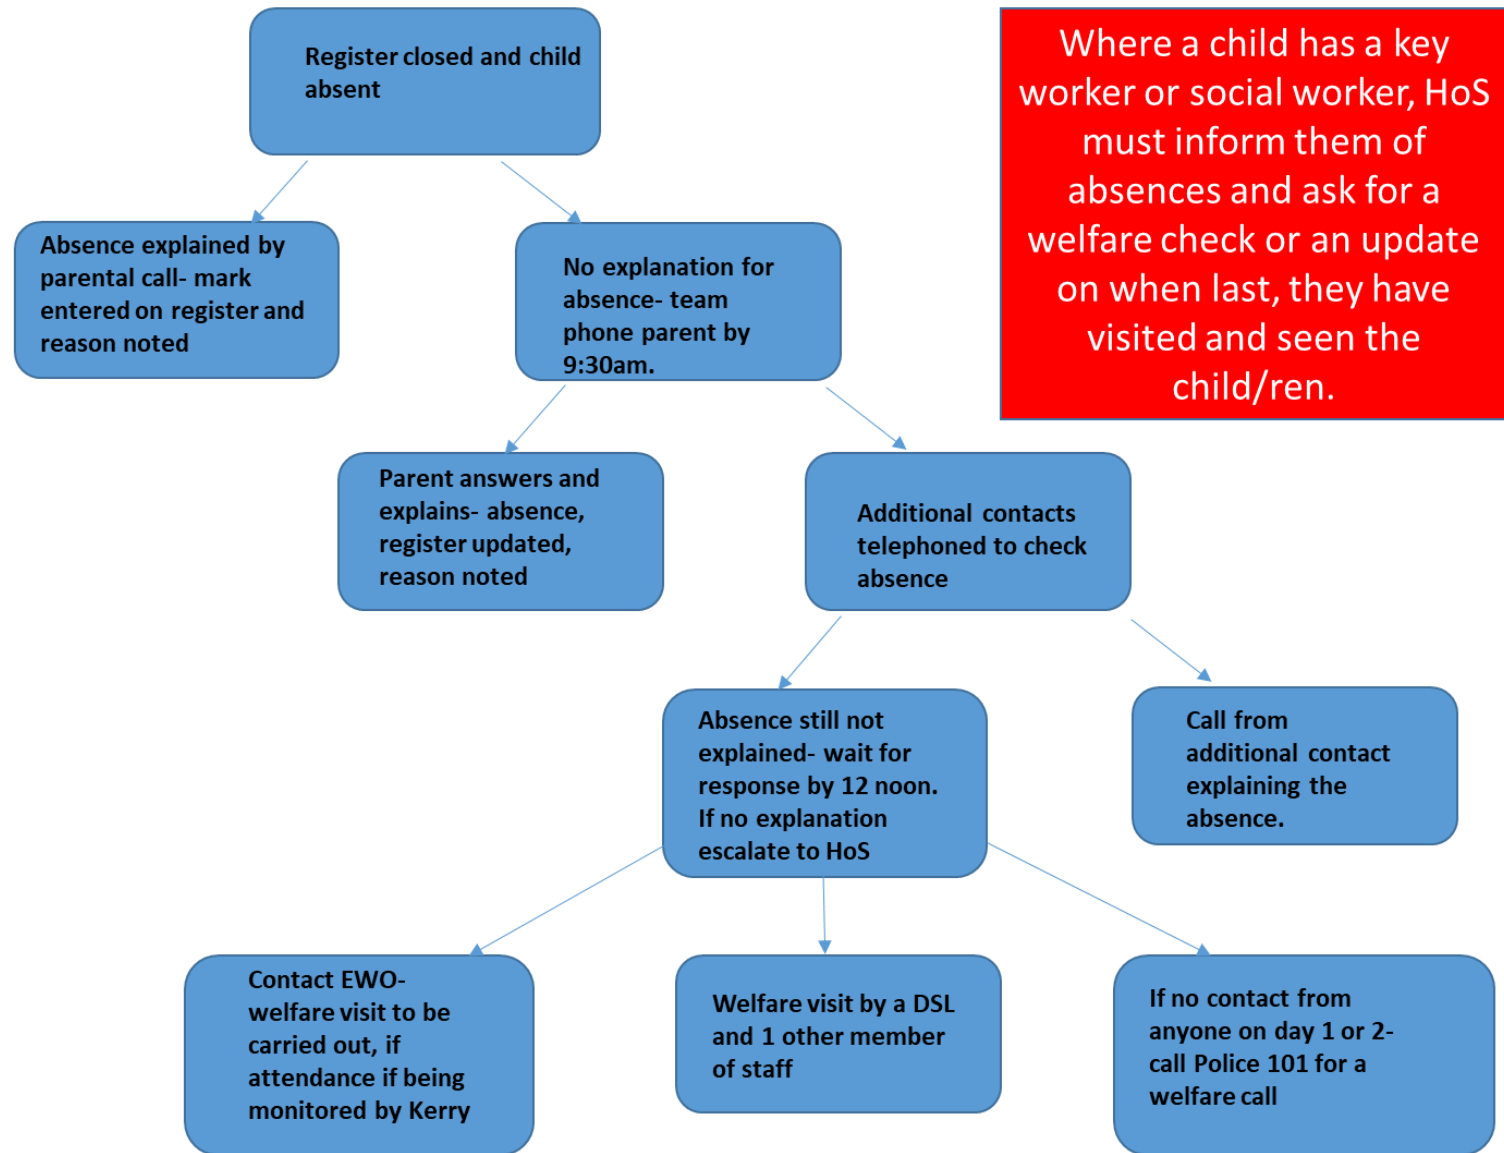 Register closed and child
absent
Where a child has a key
worker or social worker, HoS
must inform them of
absences and ask for a
welfare check or an update
on when last, they have
visited and seen the
child/ren.
Absence explained by
parental call- mark
entered on register and
reason noted
No explanation for
absence- team
phone parent by
9:30am.
Parent answers and
explains- absence,
register updated,
reason noted
Additional contacts
telephoned to check
absence
Absence still not
explained- wait for
response by 12 noon.
If no explanation
escalate to HoS
Call from
additional contact
explaining the
absence.
Contact EWO-
welfare visit to be
carried out, if
attendance if being
monitored by Kerry
Welfare visit by a DSL
and 1 other member
of staff
If no contact from
anyone on day 1 or 2-
call Police 101 for a
welfare call